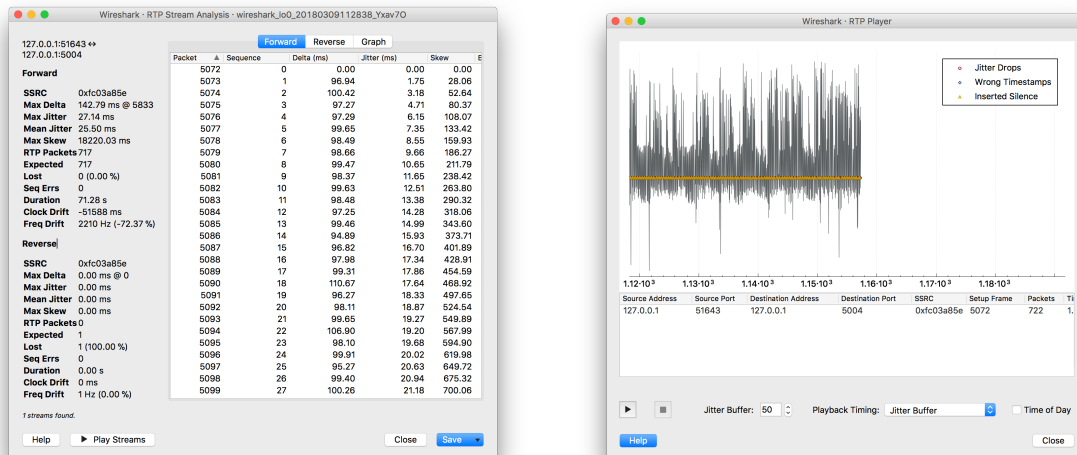 Wireshark · RTP Stream Analysis · wireshark_lo0_20180309112838_Yxav7O
127.0.0.1:51643 ↔
127.0.0.1:5004
Forward
SSRC 0xfc03a85e
Max Delta 142.79 ms @ 5833
Max Jitter 27.14 ms
Mean Jitter 25.50 ms
Max Skew 18220.03 ms
RTP Packets 717
Expected 717
Lost 0 (0.00 %)
Seq Errs 0
Duration 71.28 s
Clock Drift -51588 ms
Freq Drift 2210 Hz (-72.37 %)
Reverse
SSRC 0xfc03a85e
Max Delta 0.00 ms @ 0
Max Jitter 0.00 ms
Mean Jitter 0.00 ms
Max Skew 0.00 ms
RTP Packets 0
Expected 1
Lost 1 (100.00 %)
Seq Errs 0
Duration 0.00 s
Clock Drift 0 ms
Freq Drift 1 Hz (0.00 %)
1 streams found.
Forward Reverse Graph
Packet Sequence Delta (ms) Jitter (ms) Skew
5072 0 0.00 0.00 0.00
5073 1 96.94 1.75 28.06
5074 2 100.42 3.18 52.64
5075 3 97.27 4.71 80.37
5076 4 97.29 6.15 108.07
5077 5 99.65 7.35 133.42
5078 6 98.49 8.55 159.93
5079 7 98.66 9.66 186.27
5080 8 99.47 10.65 211.79
5081 9 98.37 11.65 238.42
5082 10 99.63 12.51 263.80
5083 11 98.48 13.38 290.32
5084 12 97.25 14.28 318.06
5085 13 99.46 14.99 343.60
5086 14 94.89 15.93 373.71
5087 15 96.82 16.70 401.89
5088 16 97.98 17.34 428.91
5089 17 99.31 17.86 454.59
5090 18 110.67 17.64 468.92
5091 19 96.27 18.33 497.65
5092 20 98.11 18.87 524.54
5093 21 99.65 19.27 549.89
5094 22 106.90 19.20 567.99
5095 23 98.10 19.68 594.90
5096 24 99.91 20.02 619.98
5097 25 95.27 20.63 649.72
5098 26 99.40 20.94 675.32
5099 27 100.26 21.18 700.06
Help Play Streams Close Save
Wireshark · RTP Player
Jitter Drops
Wrong Timestamps
Inserted Silence
1.12·10³ 1.13·10³ 1.14·10³ 1.15·10³ 1.16·10³ 1.17·10³ 1.18·10³
Source Address Source Port Destination Address Destination Port SSRC Setup Frame Packets Ti
127.0.0.1 51643 127.0.0.1 5004 0xfc03a85e 5072 722 1.
Jitter Buffer: 50 Playback Timing: Jitter Buffer Time of Day
Help Close